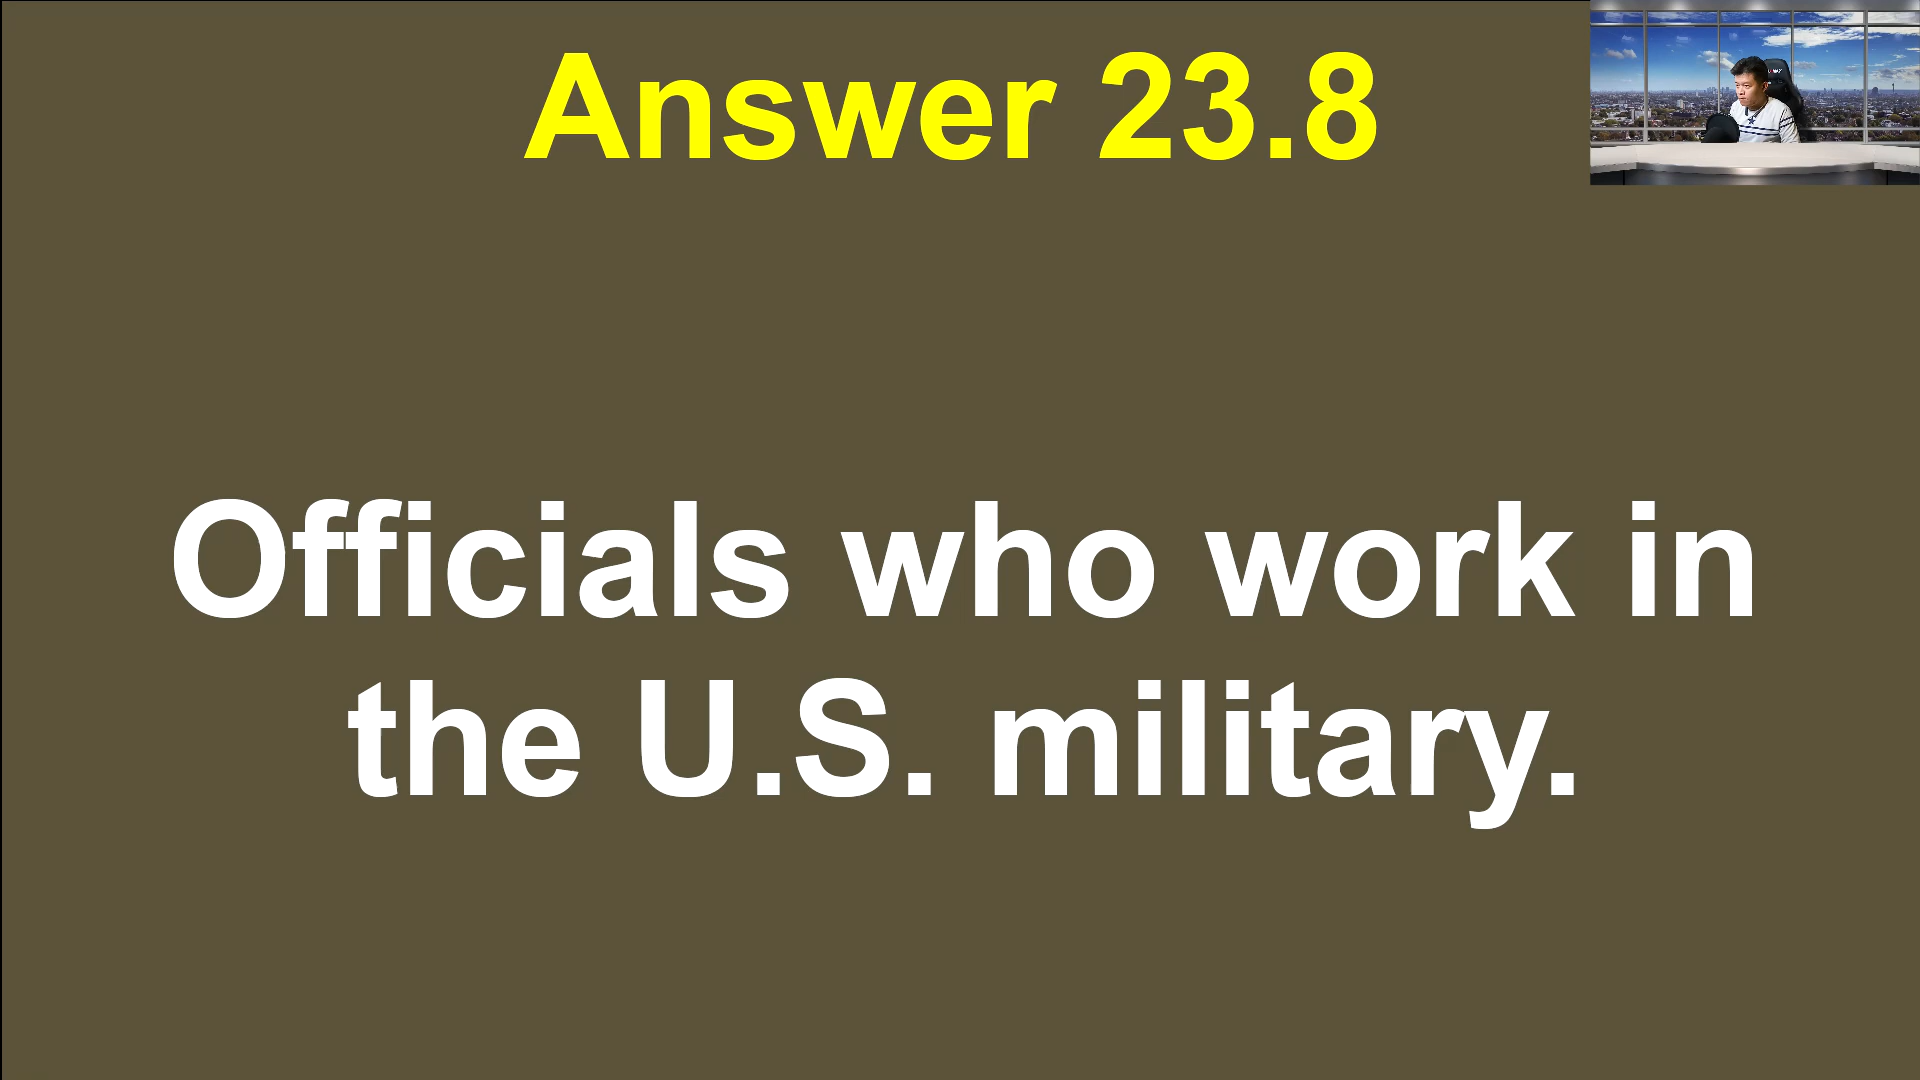 Answer 23.8
Officials who work in
the U.S. military.